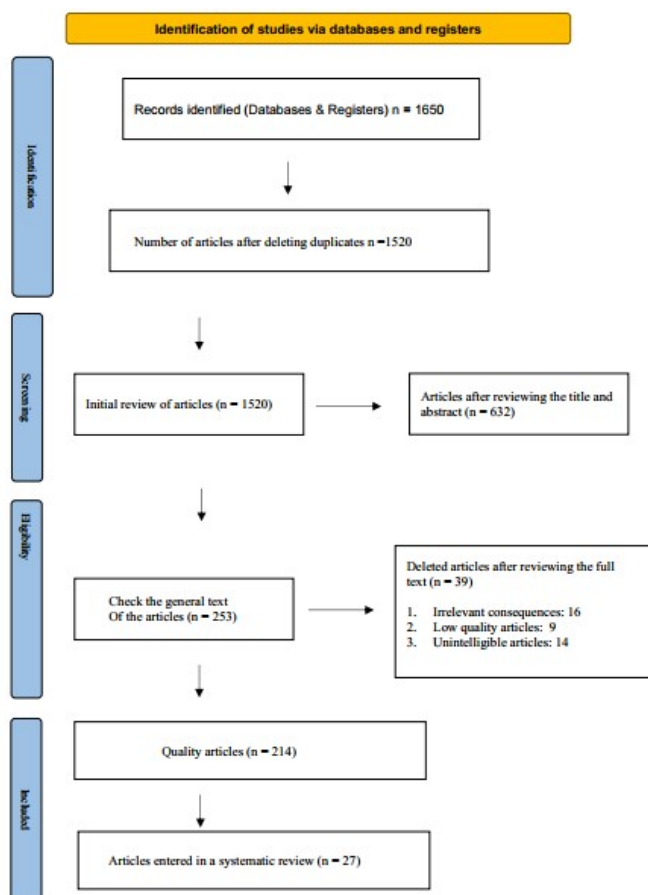 Identification of studies via databases and registers
Identification
Records identified (Databases & Registers) n = 1650
Number of articles after deleting duplicates n =1520
Screening
Initial review of articles (n = 1520)
Articles after reviewing the title and
abstract (n = 632)
Eligibility
Check the general text
Of the articles (n = 253)
Deleted articles after reviewing the full
text (n = 39)
1. Irrelevant consequences: 16
2. Low quality articles: 9
3. Unintelligible articles: 14
Included
Quality articles (n = 214)
Articles entered in a systematic review (n = 27)